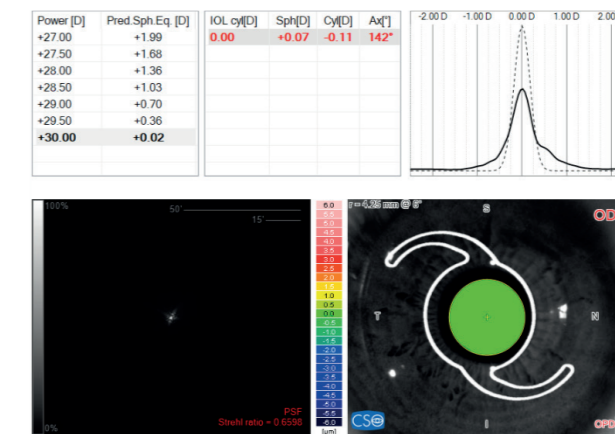 Power [D] Pred.Sph.Eq. [D]
+27.00 +1.99
+27.50 +1.68
+28.00 +1.36
+28.50 +1.03
+29.00 +0.70
+29.50 +0.36
+30.00 +0.02
IOL cyl[D] Sph[D] Cyl[D] Ax[°]
0.00 +0.07 -0.11 142°
-2.00 D -1.00 D 0.00 D 1.00 D 2.0
100%
50'
15'
PSF
Strehl ratio = 0.6598
0%
6.0
5.5
5.0
4.5
4.0
3.5
3.0
2.5
2.0
1.5
1.0
0.5
0.0
-0.5
-1.0
-1.5
-2.0
-2.5
-3.0
-3.5
-4.0
-4.5
-5.0
-5.5
-6.0
[µm]
r = 4.25 mm @ 6°
S
OD
T
N
I
CSO
OPD